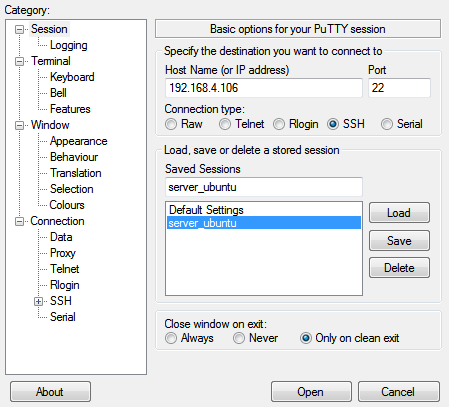 Category:
Session
Logging
Terminal
Keyboard
Bell
Features
Window
Appearance
Behaviour
Translation
Selection
Colours
Connection
Data
Proxy
Telnet
Rlogin
SSH
Serial
Basic options for your PuTTY session
Specify the destination you want to connect to
Host Name (or IP address) Port
192.168.4.106 22
Connection type:
Raw Telnet Rlogin SSH Serial
Load, save or delete a stored session
Saved Sessions
server_ubuntu
Default Settings
server_ubuntu
Load
Save
Delete
Close window on exit:
Always Never Only on clean exit
About Open Cancel